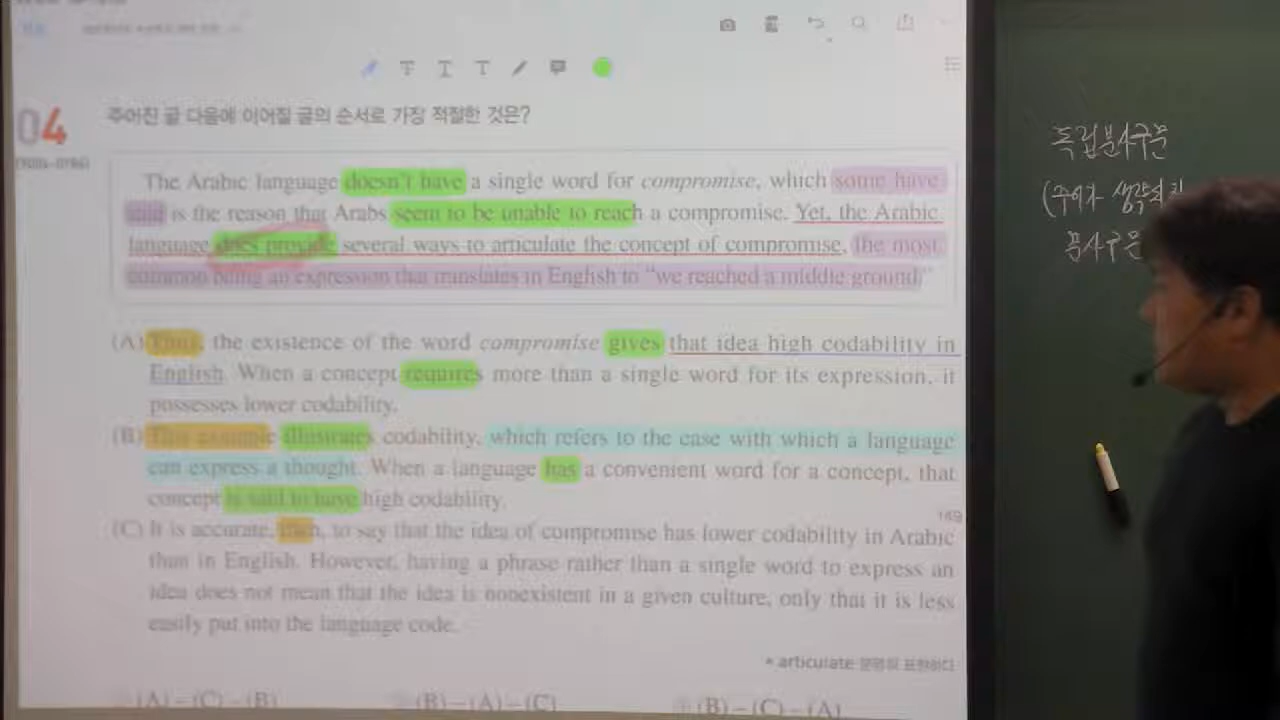 04
주어진 글 다음에 이어질 글의 순서로 가장 적절한 것은?
The Arabic language doesn't have a single word for compromise, which some have
said is the reason that Arabs seem to be unable to reach a compromise. Yet, the Arabic
language does provide several ways to articulate the concept of compromise, the most
common being an expression that translates in English to “we reached a middle ground.”
(A) Thus, the existence of the word compromise gives that idea high codability in
English. When a concept requires more than a single word for its expression, it
possesses lower codability.
(B) This example illustrates codability, which refers to the ease with which a language
can express a thought. When a language has a convenient word for a concept, that
concept is said to have high codability.
169
(C) It is accurate, then, to say that the idea of compromise has lower codability in Arabic
than in English. However, having a phrase rather than a single word to express an
idea does not mean that the idea is nonexistent in a given culture, only that it is less
easily put into the language code.
* articulate 분명히 표현하다
(A)-(C)-(B)
(B)-(A)-(C)
(B)-(C)-(A)
독립분사구문
(주어가 생략되지
분사구문